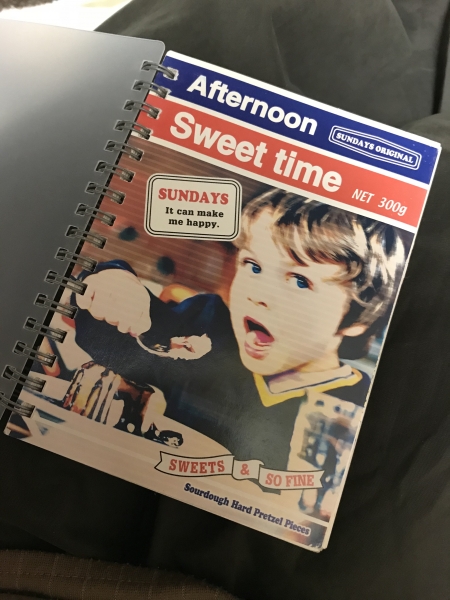 Afternoon
SUNDAYS ORIGINAL
Sweet time
NET 300g
SUNDAYS
It can make
me happy.
SWEETS & SO FINE
Sourdough Hard Pretzel Pieces